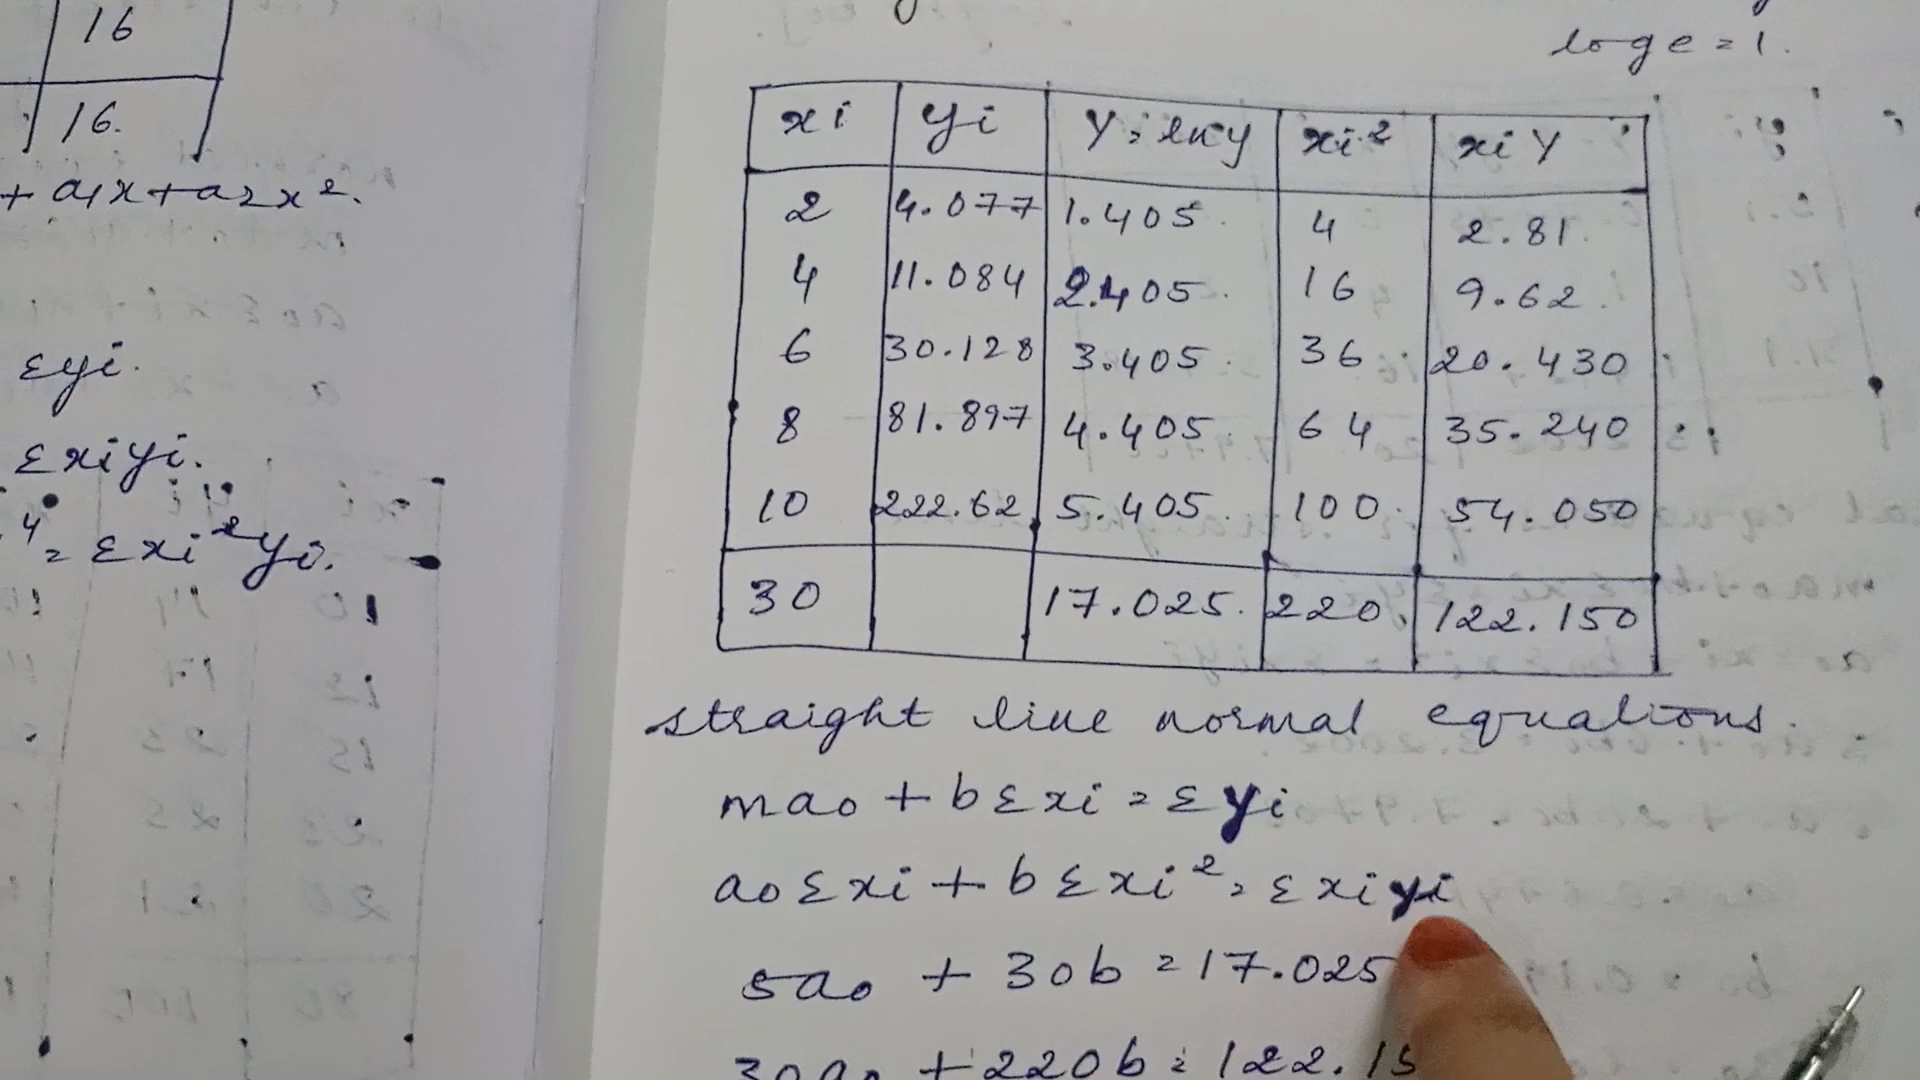 16
16.
+ a1x+a2x².
Σyi.
Σxiyi.
4 = Σxi²yi.
log e = 1.
xi yi Y = lny xi² xiY
2 4.077 1.405 4 2.81
4 11.084 2.405 16 9.62
6 30.128 3.405 36 20.430
8 81.897 4.405 64 35.240
10 222.62 5.405 100 54.050
30 17.025 220 122.150
straight line normal equations.
ma0 + bΣxi = Σyi
a0Σxi + bΣxi² = Σxiyi
5a0 + 30b = 17.025
30a0 + 220b = 122.15